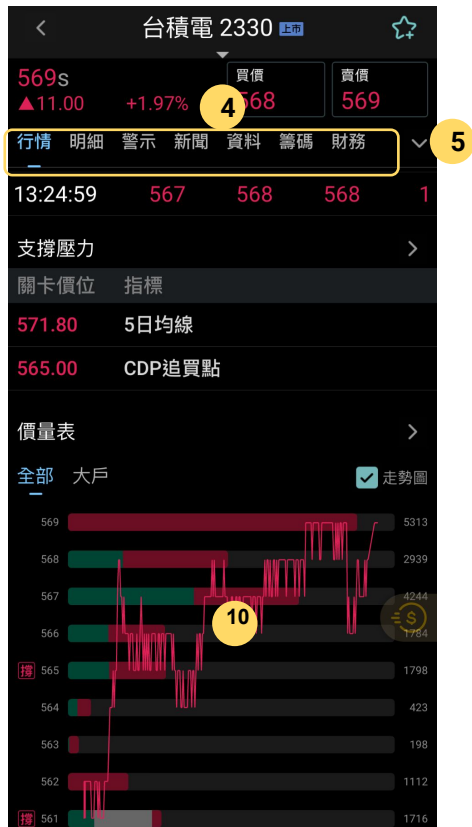 台積電 2330 上市
569s
▲11.00 +1.97%
買價
568
賣價
569
4
行情 明細 警示 新聞 資料 籌碼 財務
5
13:24:59 567 568 568 1
支撐壓力
關卡價位 指標
571.80 5日均線
565.00 CDP追買點
價量表
全部 大戶 走勢圖
569 5313
568 2939
567 4244
10
566 1784
撐 565 1798
564 423
563 198
562 1112
撐 561 1716